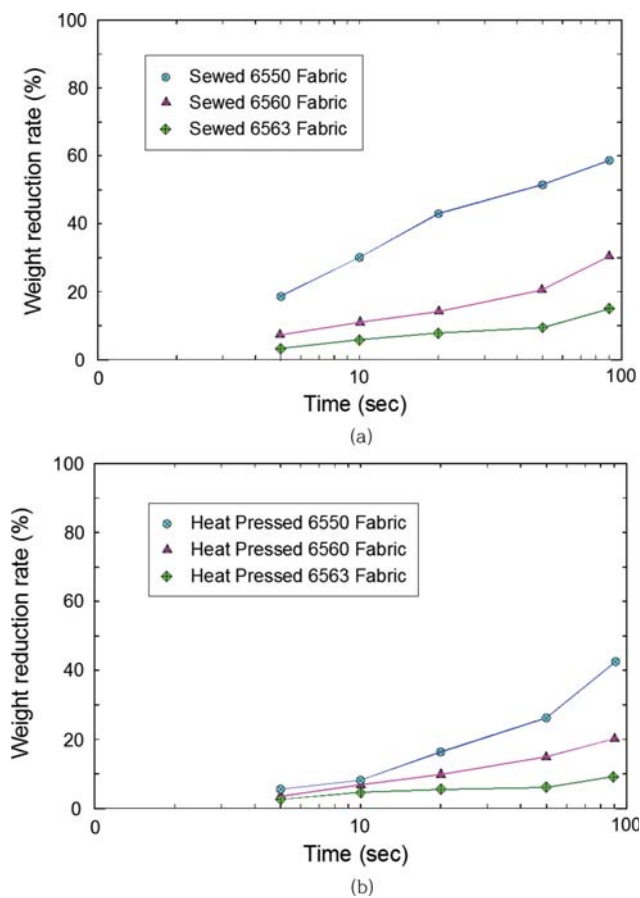 100
80
60
40
20
0
Weight reduction rate (%)
Sewed 6550 Fabric
Sewed 6560 Fabric
Sewed 6563 Fabric
0 10 100
Time (sec)
(a)
100
80
60
40
20
0
Weight reduction rate (%)
Heat Pressed 6550 Fabric
Heat Pressed 6560 Fabric
Heat Pressed 6563 Fabric
0 10 100
Time (sec)
(b)